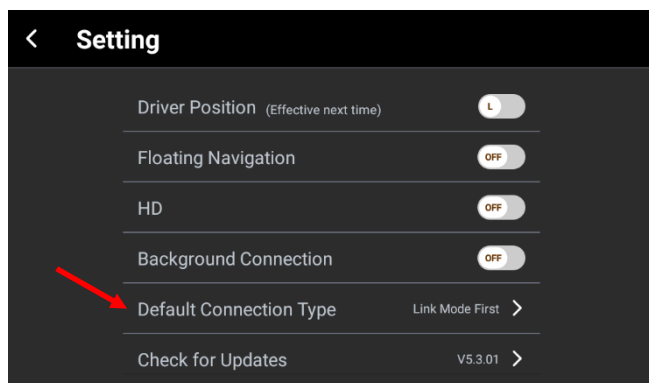 Setting
Driver Position (Effective next time) L
Floating Navigation OFF
HD OFF
Background Connection OFF
Default Connection Type Link Mode First
Check for Updates V5.3.01